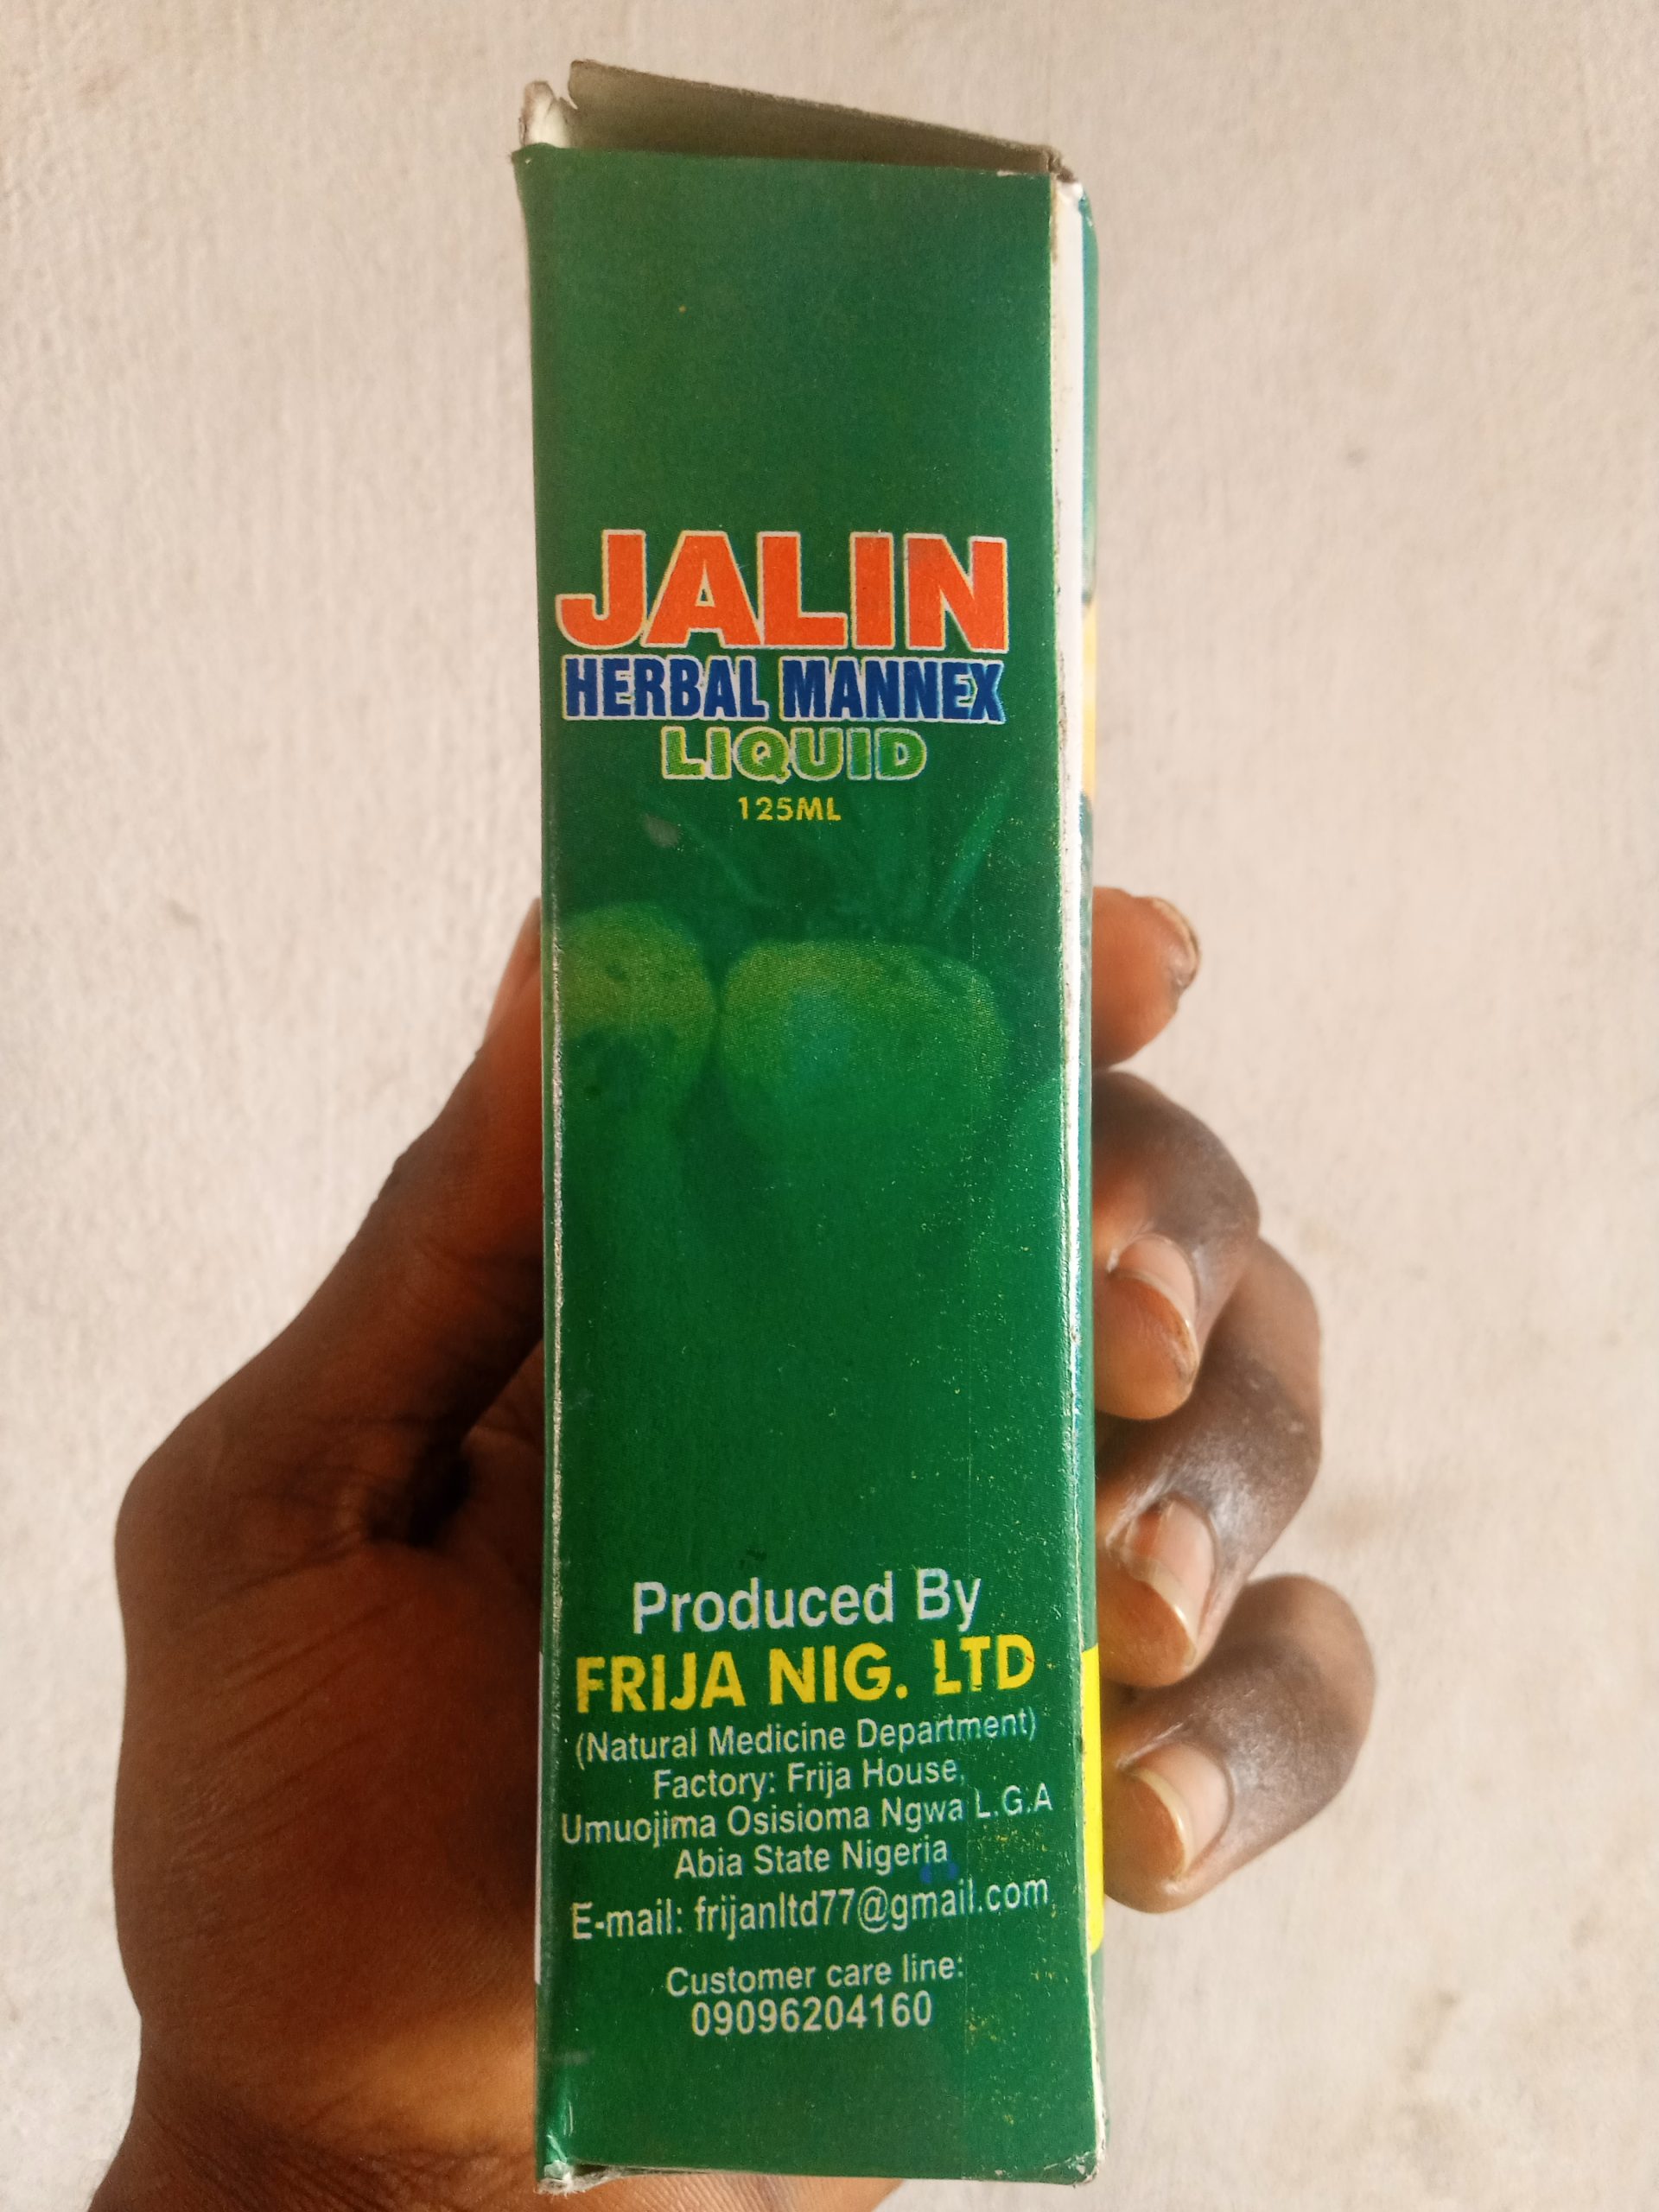 JALIN
HERBAL MANNEX
LIQUID
125ML
Produced By
FRIJA NIG. LTD
(Natural Medicine Department)
Factory: Frija House,
Umuojima Osisioma Ngwa L.G.A
Abia State Nigeria
E-mail: frijanltd77@gmail.com
Customer care line:
09096204160